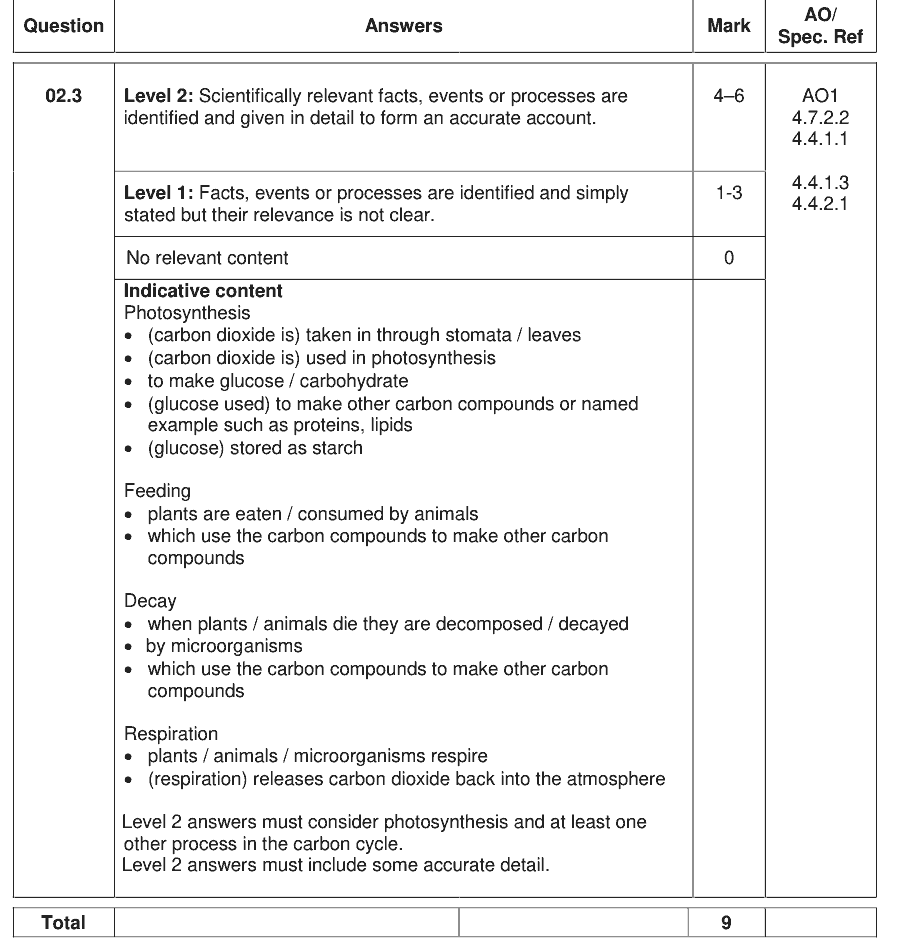 Question Answers Mark AO/
Spec. Ref
02.3 Level 2: Scientifically relevant facts, events or processes are 4–6 AO1
identified and given in detail to form an accurate account. 4.7.2.2
4.4.1.1
Level 1: Facts, events or processes are identified and simply 1-3 4.4.1.3
stated but their relevance is not clear. 4.4.2.1
No relevant content 0
Indicative content
Photosynthesis
• (carbon dioxide is) taken in through stomata / leaves
• (carbon dioxide is) used in photosynthesis
• to make glucose / carbohydrate
• (glucose used) to make other carbon compounds or named
example such as proteins, lipids
• (glucose) stored as starch
Feeding
• plants are eaten / consumed by animals
• which use the carbon compounds to make other carbon
compounds
Decay
• when plants / animals die they are decomposed / decayed
• by microorganisms
• which use the carbon compounds to make other carbon
compounds
Respiration
• plants / animals / microorganisms respire
• (respiration) releases carbon dioxide back into the atmosphere
Level 2 answers must consider photosynthesis and at least one
other process in the carbon cycle.
Level 2 answers must include some accurate detail.
Total 9